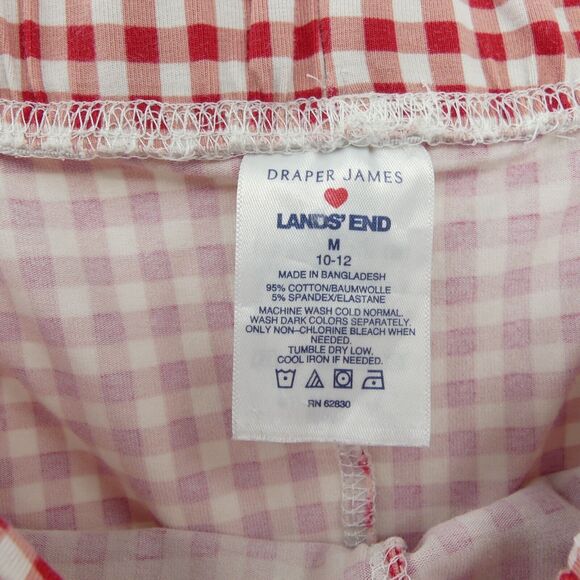 DRAPER JAMES
LANDS' END
M
10-12
MADE IN BANGLADESH
95% COTTON/BAUMWOLLE
5% SPANDEX/ELASTANE
MACHINE WASH COLD NORMAL.
WASH DARK COLORS SEPARATELY.
ONLY NON-CHLORINE BLEACH WHEN
NEEDED.
TUMBLE DRY LOW.
COOL IRON IF NEEDED.
RN 62830